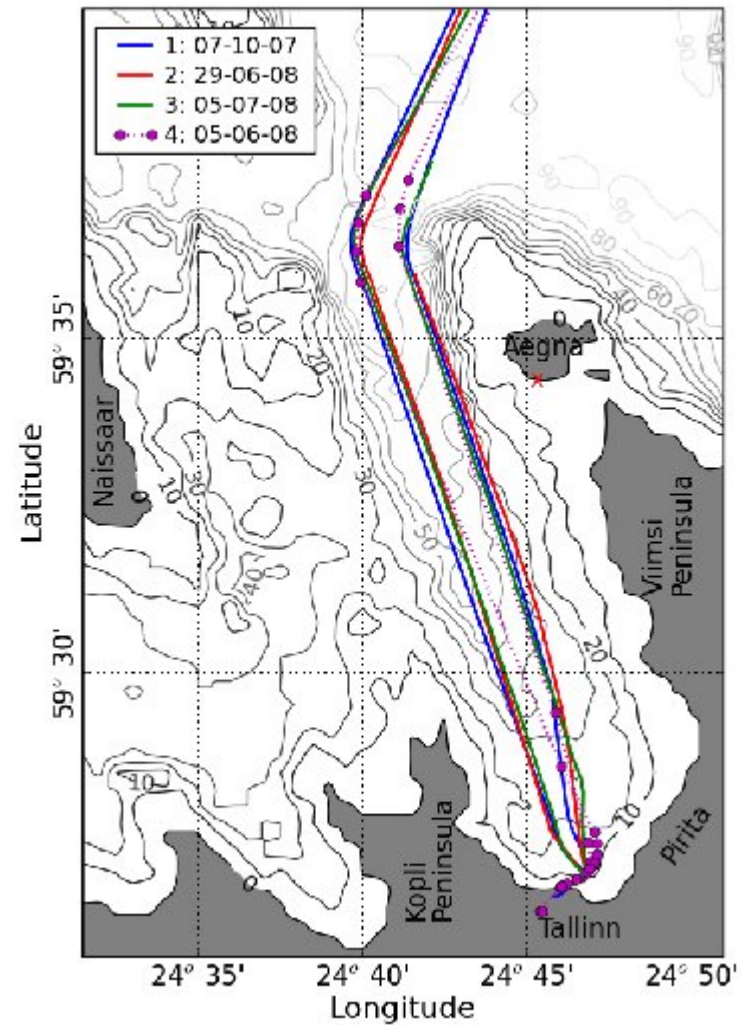 1: 07-10-07
2: 29-06-08
3: 05-07-08
4: 05-06-08
90
90
80
70
60
40
10
20
0
Aegna
59° 35'
Naissaar
10
30
0
30
50
Viimsi
Peninsula
Latitude
40
20
59° 30'
10
10
0
Kopli
Peninsula
Pirita
Tallinn
24° 35'
24° 40'
24° 45'
24° 50'
Longitude